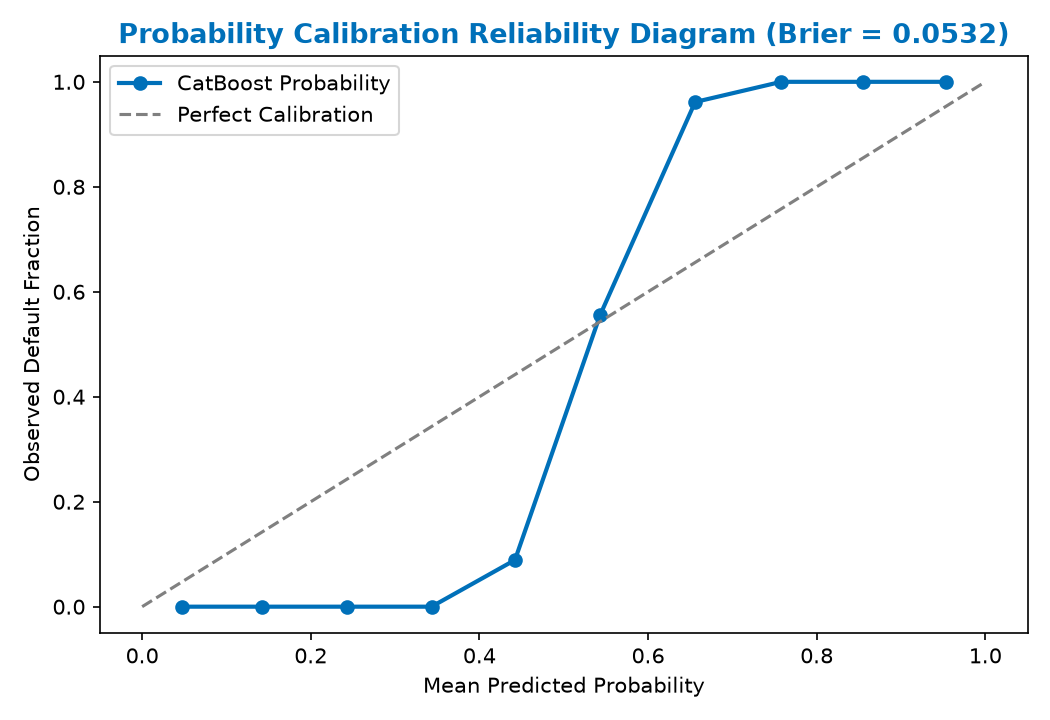 Probability Calibration Reliability Diagram (Brier = 0.0532)
CatBoost Probability
Perfect Calibration
Observed Default Fraction
1.0
0.8
0.6
0.4
0.2
0.0
0.0 0.2 0.4 0.6 0.8 1.0
Mean Predicted Probability